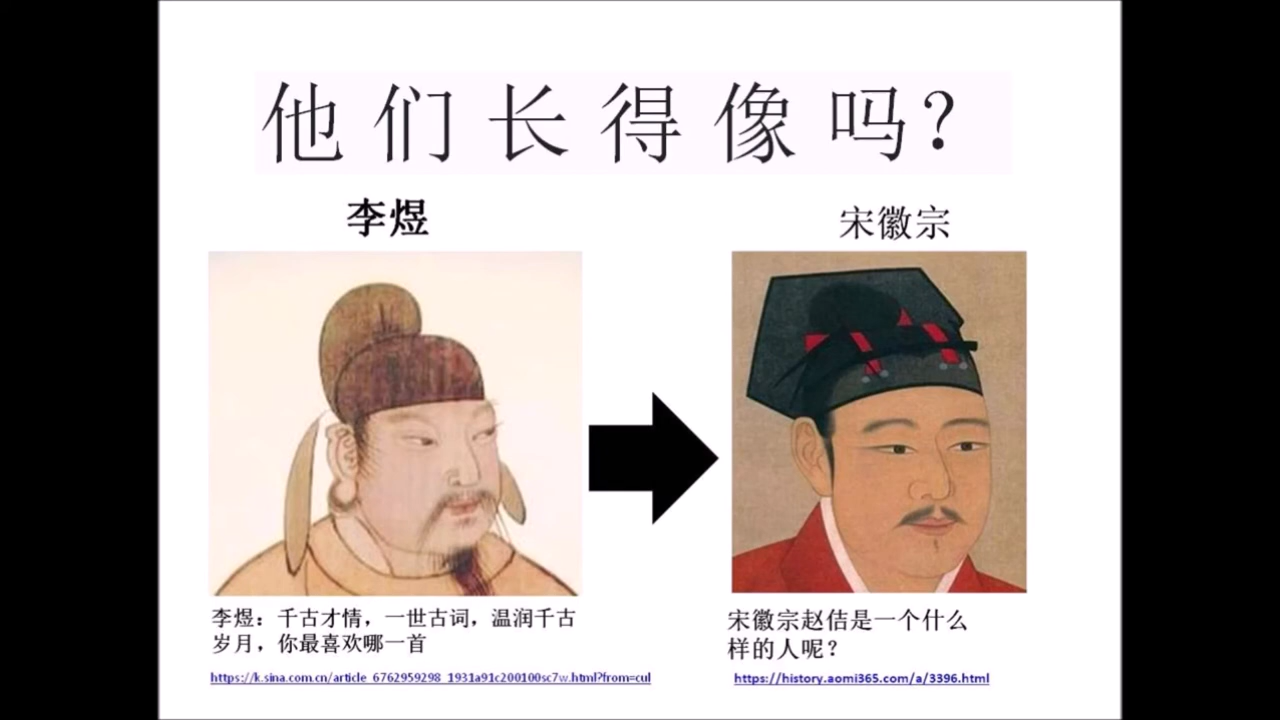 他们长得像吗？
李煜
宋徽宗
李煜：千古才情，一世古词，温润千古
岁月，你最喜欢哪一首
https://k.sina.com.cn/article_6762959298_1931a91c200100sc7w.html?from=cul
宋徽宗赵佶是一个什么
样的人呢？
https://history.aomi365.com/a/3396.html